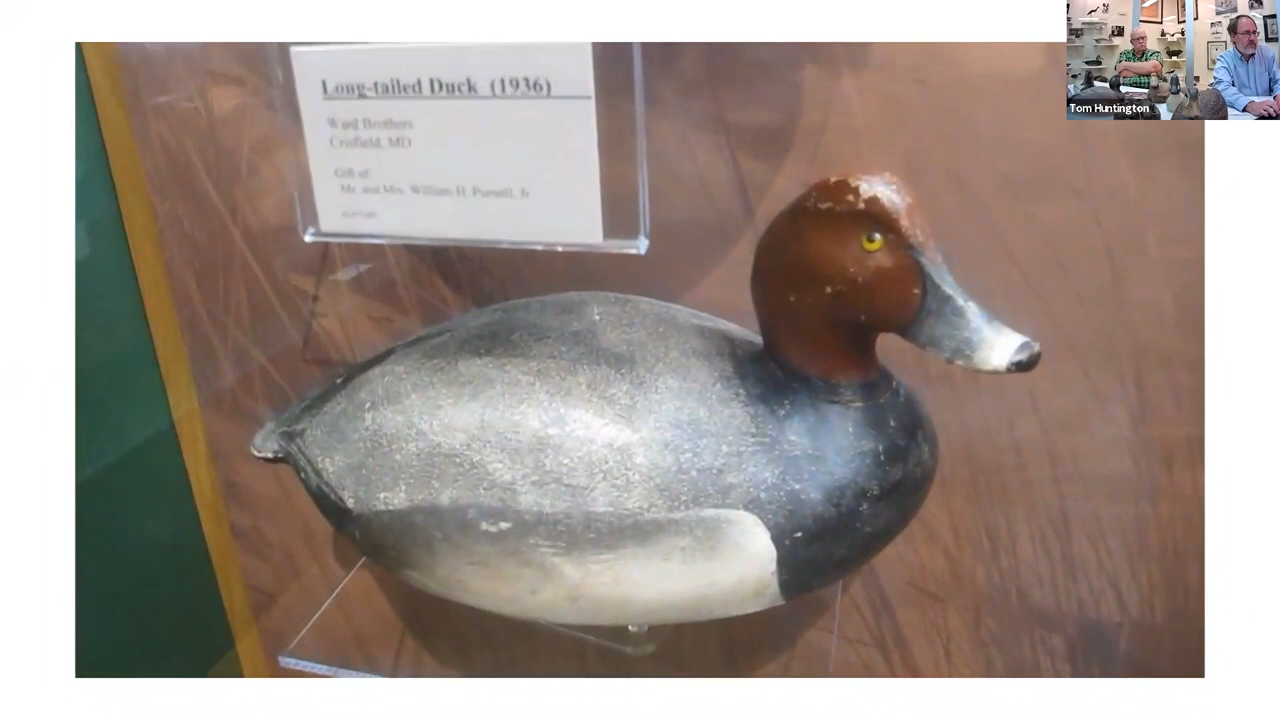 Long-tailed Duck (1936)
Ward Brothers
Crisfield, MD
Gift of:
Mr. and Mrs. William H. Purnell, Jr.
Tom Huntington